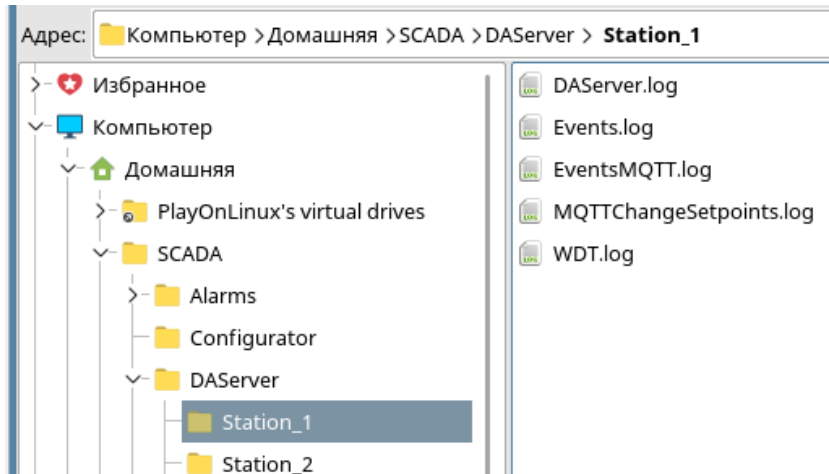 Адрес: Компьютер >Домашняя >SCADA >DAServer > Station_1
Избранное
Компьютер
Домашняя
PlayOnLinux's virtual drives
SCADA
Alarms
Configurator
DAServer
Station_1
Station_2
DAServer.log
Events.log
EventsMQTT.log
MQTTChangeSetpoints.log
WDT.log